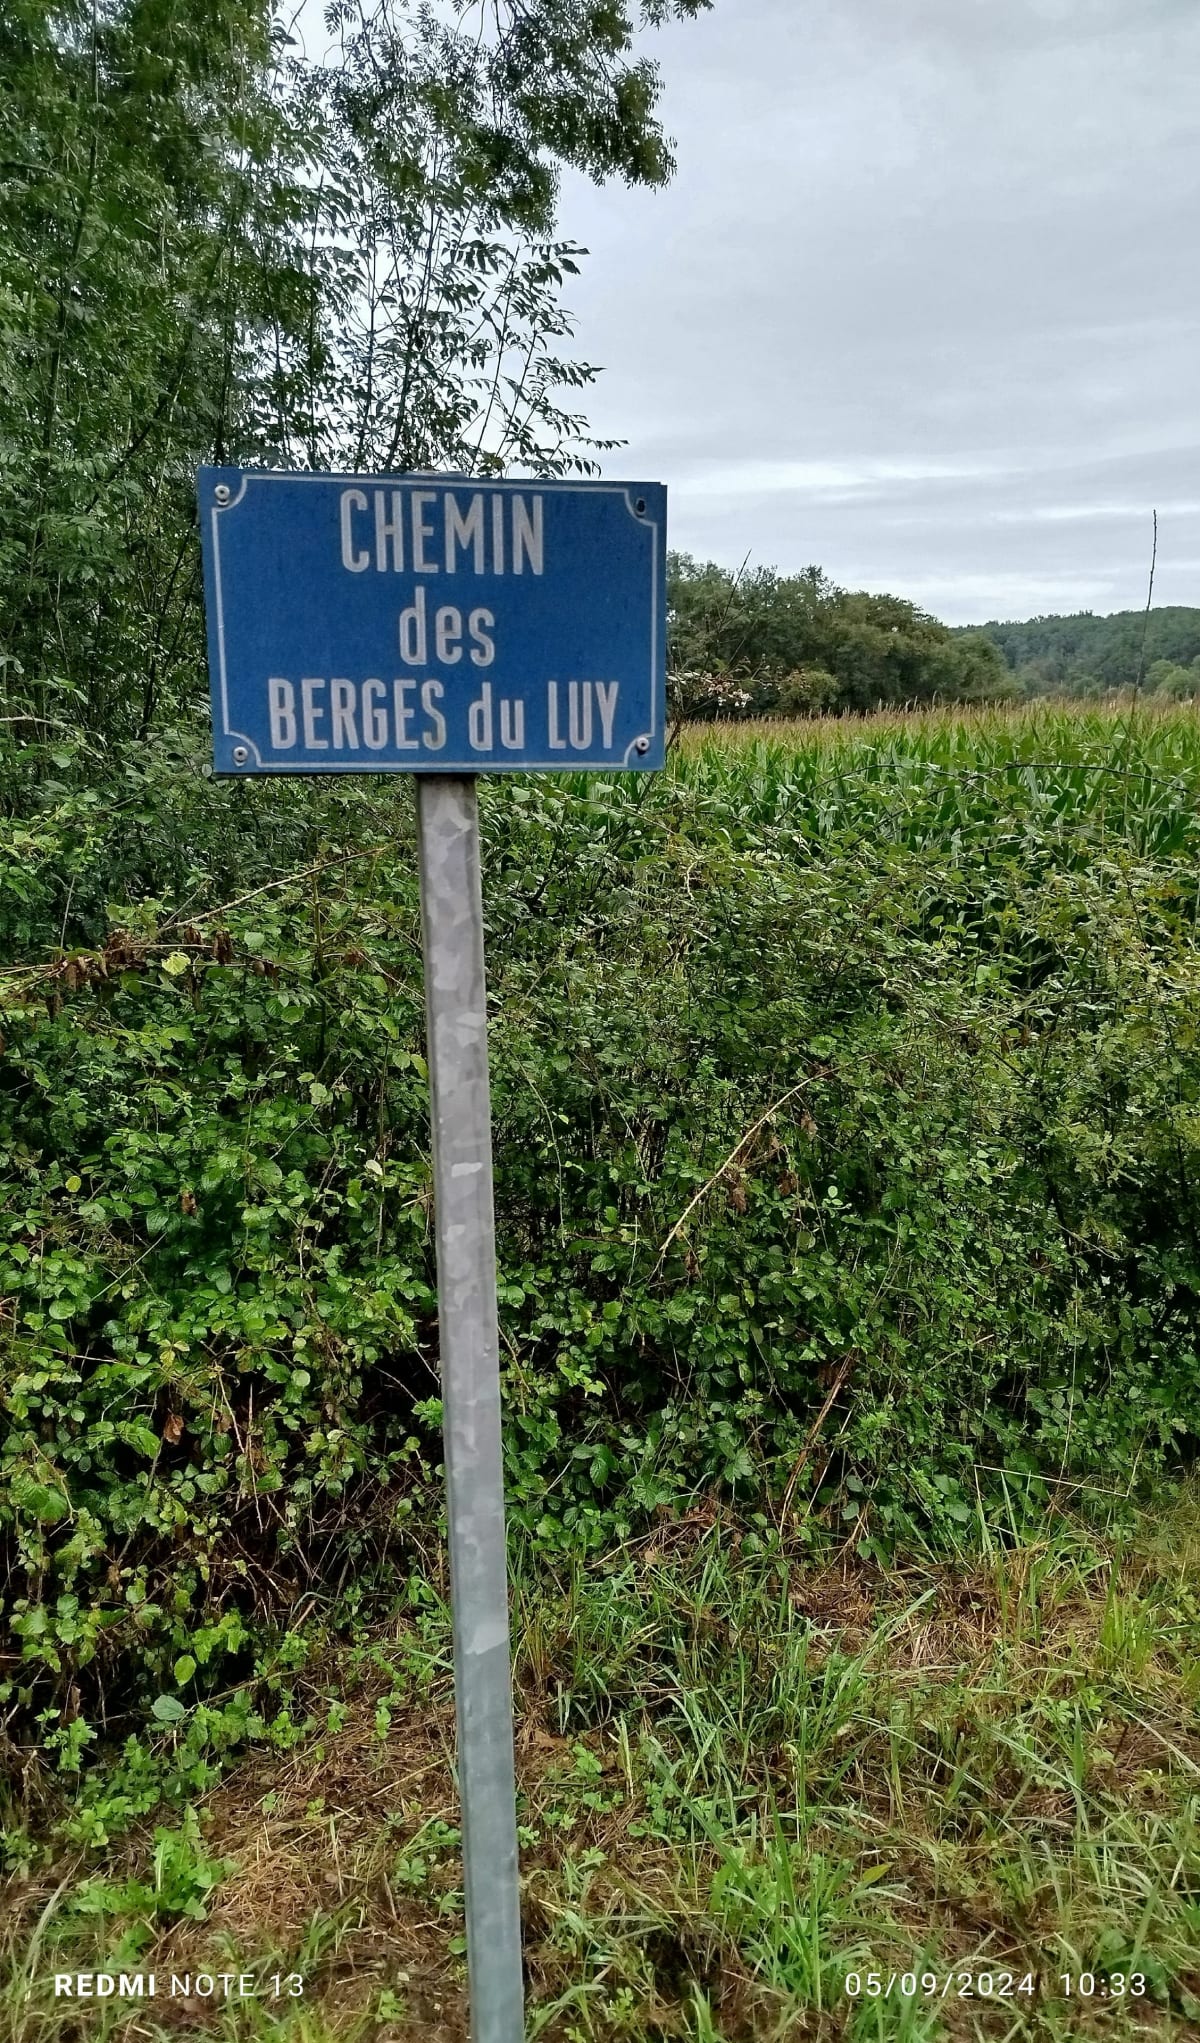 CHEMIN
des
BERGES du LUY
REDMI NOTE 13
05/09/2024 10:33